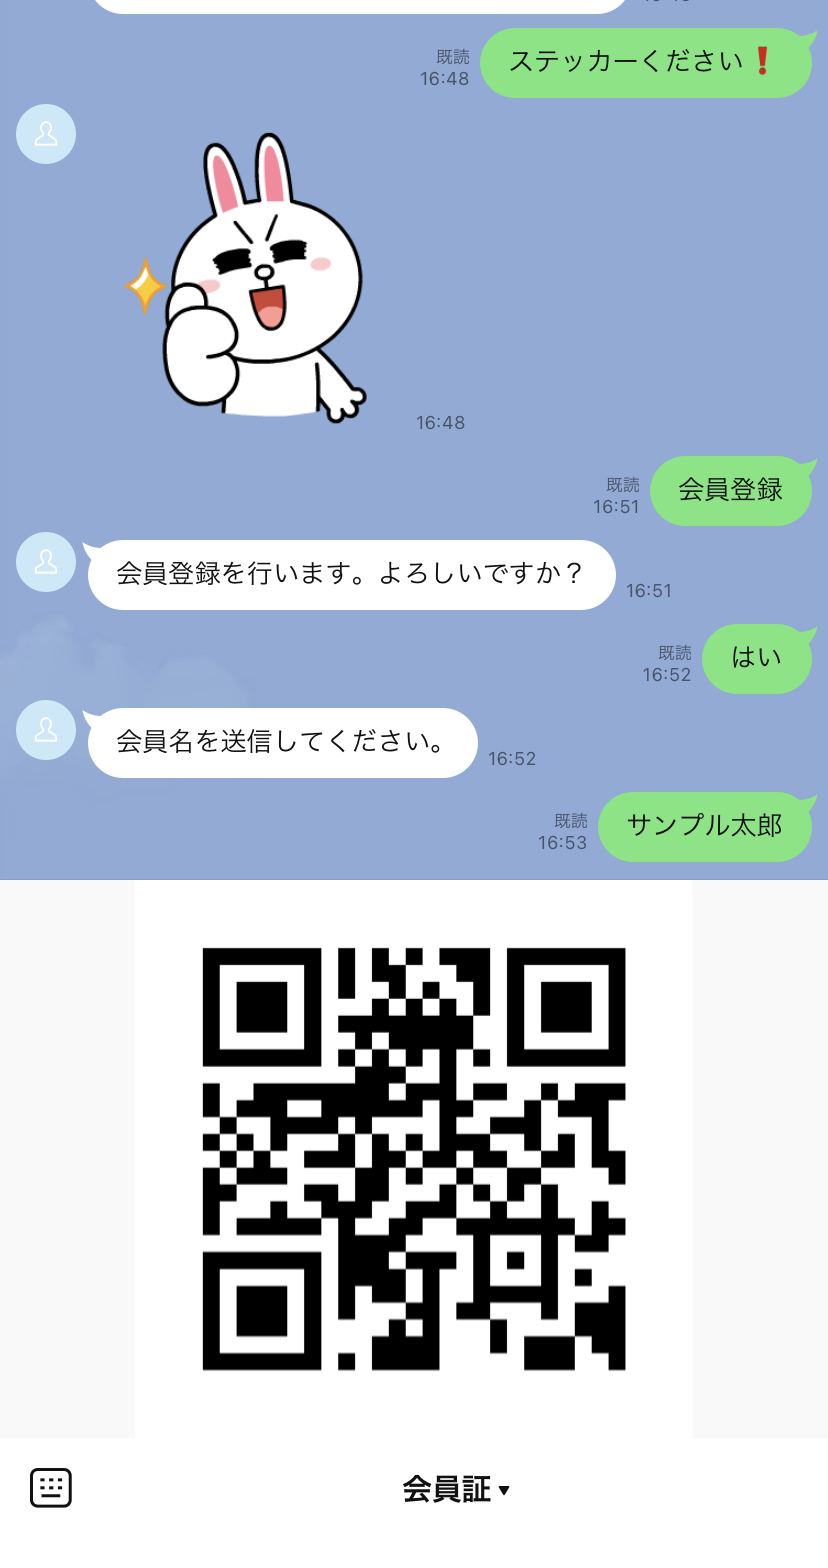 既読
16:48
ステッカーください❗
16:48
既読
16:51
会員登録
会員登録を行います。よろしいですか？
16:51
既読
16:52
はい
会員名を送信してください。
16:52
既読
16:53
サンプル太郎
会員証▼